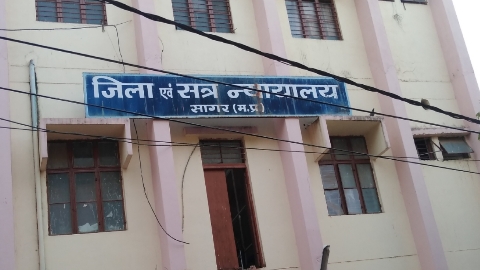 जिला एवं सत्र न्यायालय
सागर (म.प्र.)